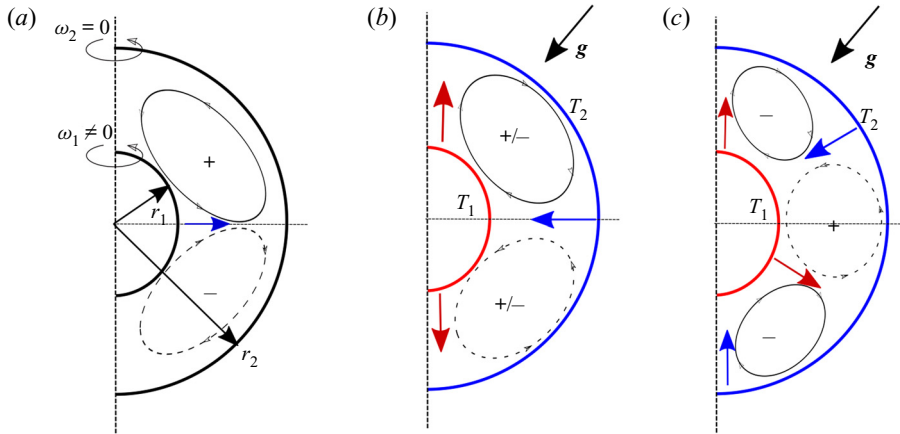 (a)
ω₂ = 0
ω₁ ≠ 0
+
r₁
−
r₂
(b)
g
T₂
+/−
T₁
+/−
(c)
g
−
T₂
T₁
+
−